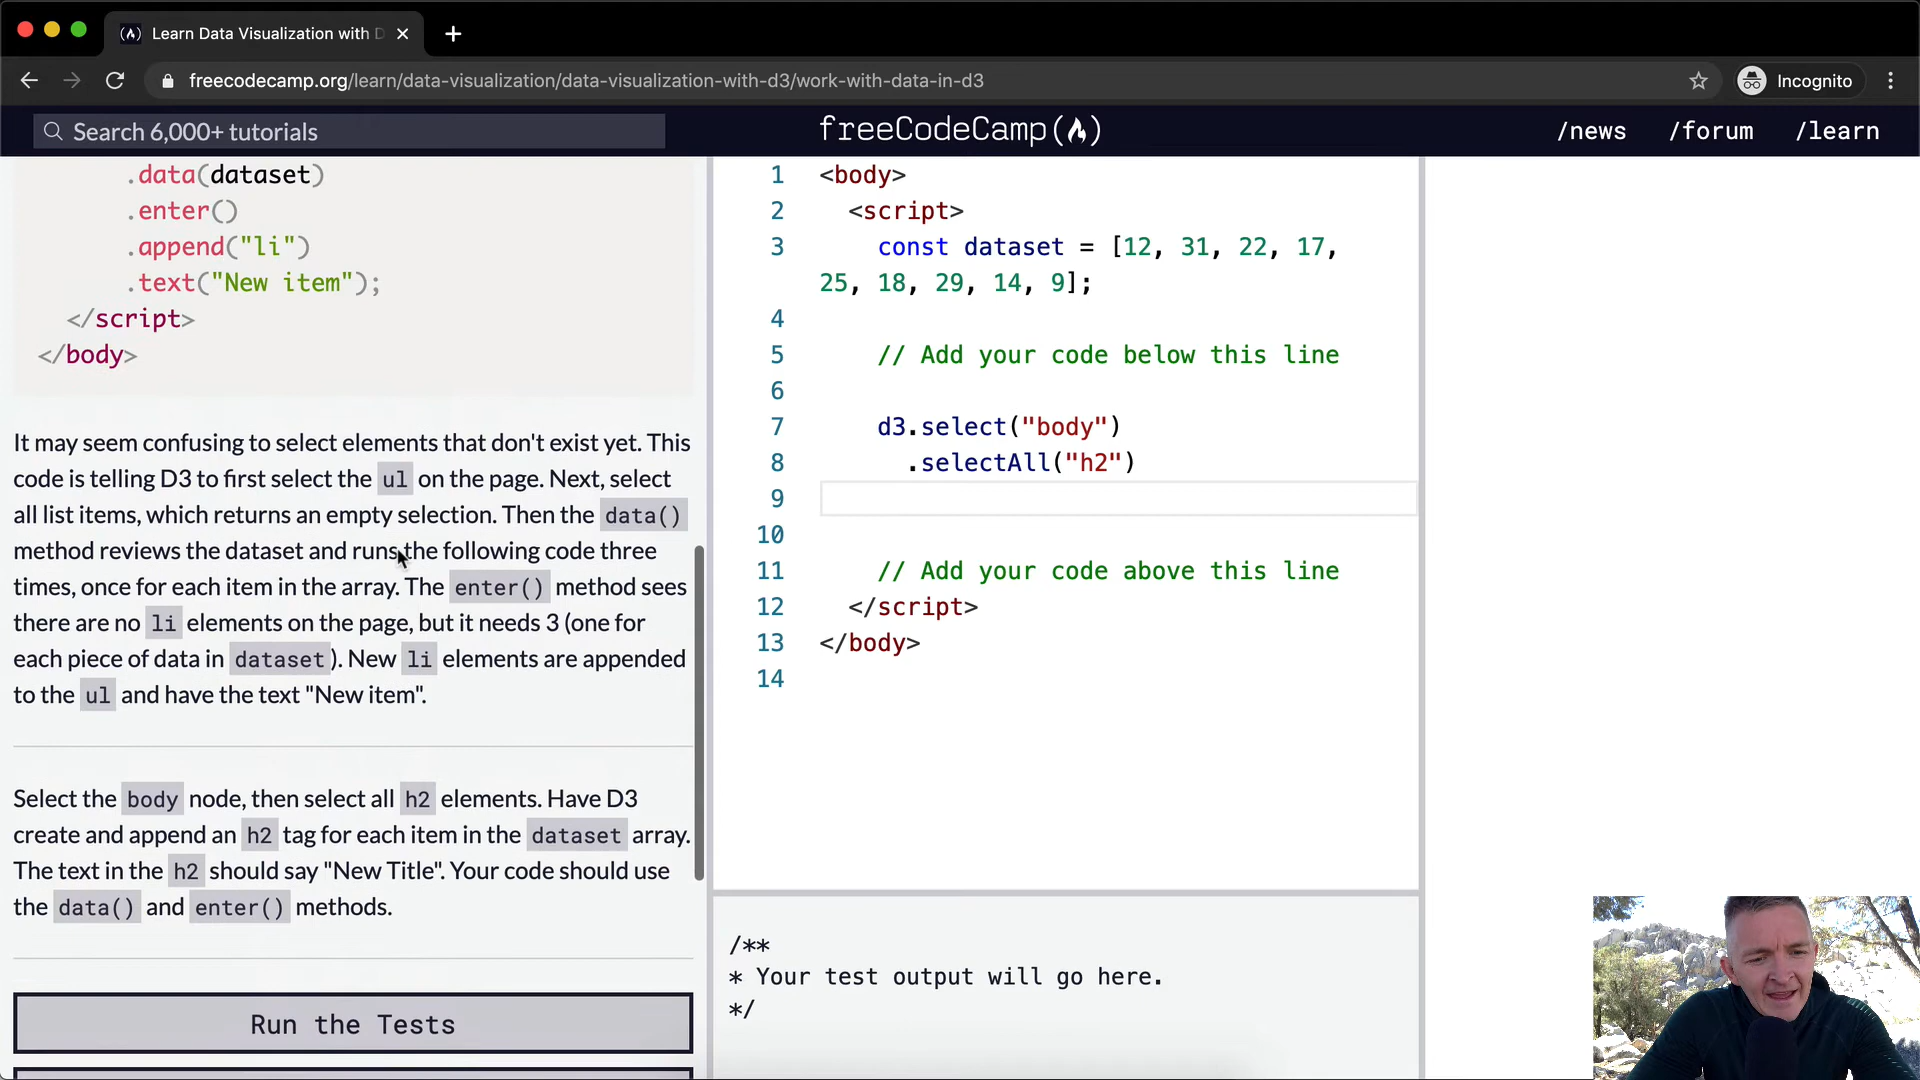 Learn Data Visualization with D
freecodecamp.org/learn/data-visualization/data-visualization-with-d3/work-with-data-in-d3
Incognito
Search 6,000+ tutorials
freeCodeCamp(🔥)
/news /forum /learn
.data(dataset)
.enter()
.append("li")
.text("New item");
</script>
</body>
It may seem confusing to select elements that don't exist yet. This
code is telling D3 to first select the ul on the page. Next, select
all list items, which returns an empty selection. Then the data()
method reviews the dataset and runs the following code three
times, once for each item in the array. The enter() method sees
there are no li elements on the page, but it needs 3 (one for
each piece of data in dataset). New li elements are appended
to the ul and have the text "New item".
Select the body node, then select all h2 elements. Have D3
create and append an h2 tag for each item in the dataset array.
The text in the h2 should say "New Title". Your code should use
the data() and enter() methods.
Run the Tests
1 <body>
2 <script>
3 const dataset = [12, 31, 22, 17,
25, 18, 29, 14, 9];
4
5 // Add your code below this line
6
7 d3.select("body")
8 .selectAll("h2")
9
10
11 // Add your code above this line
12 </script>
13 </body>
14
/**
* Your test output will go here.
*/